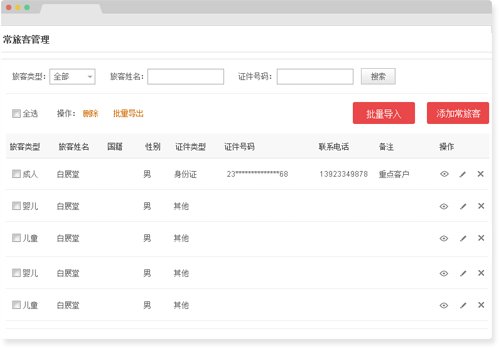 常旅客管理
旅客类型: 全部 旅客姓名: 证件号码: 搜索
全选 操作: 删除 批量导出 批量导入 添加常旅客
旅客类型 旅客姓名 国籍 性别 证件类型 证件号码 联系电话 备注 操作
成人 白展堂 男 身份证 23**************68 13923349878 重点客户
婴儿 白展堂 男 其他
儿童 白展堂 男 其他
婴儿 白展堂 男 其他
儿童 白展堂 男 其他